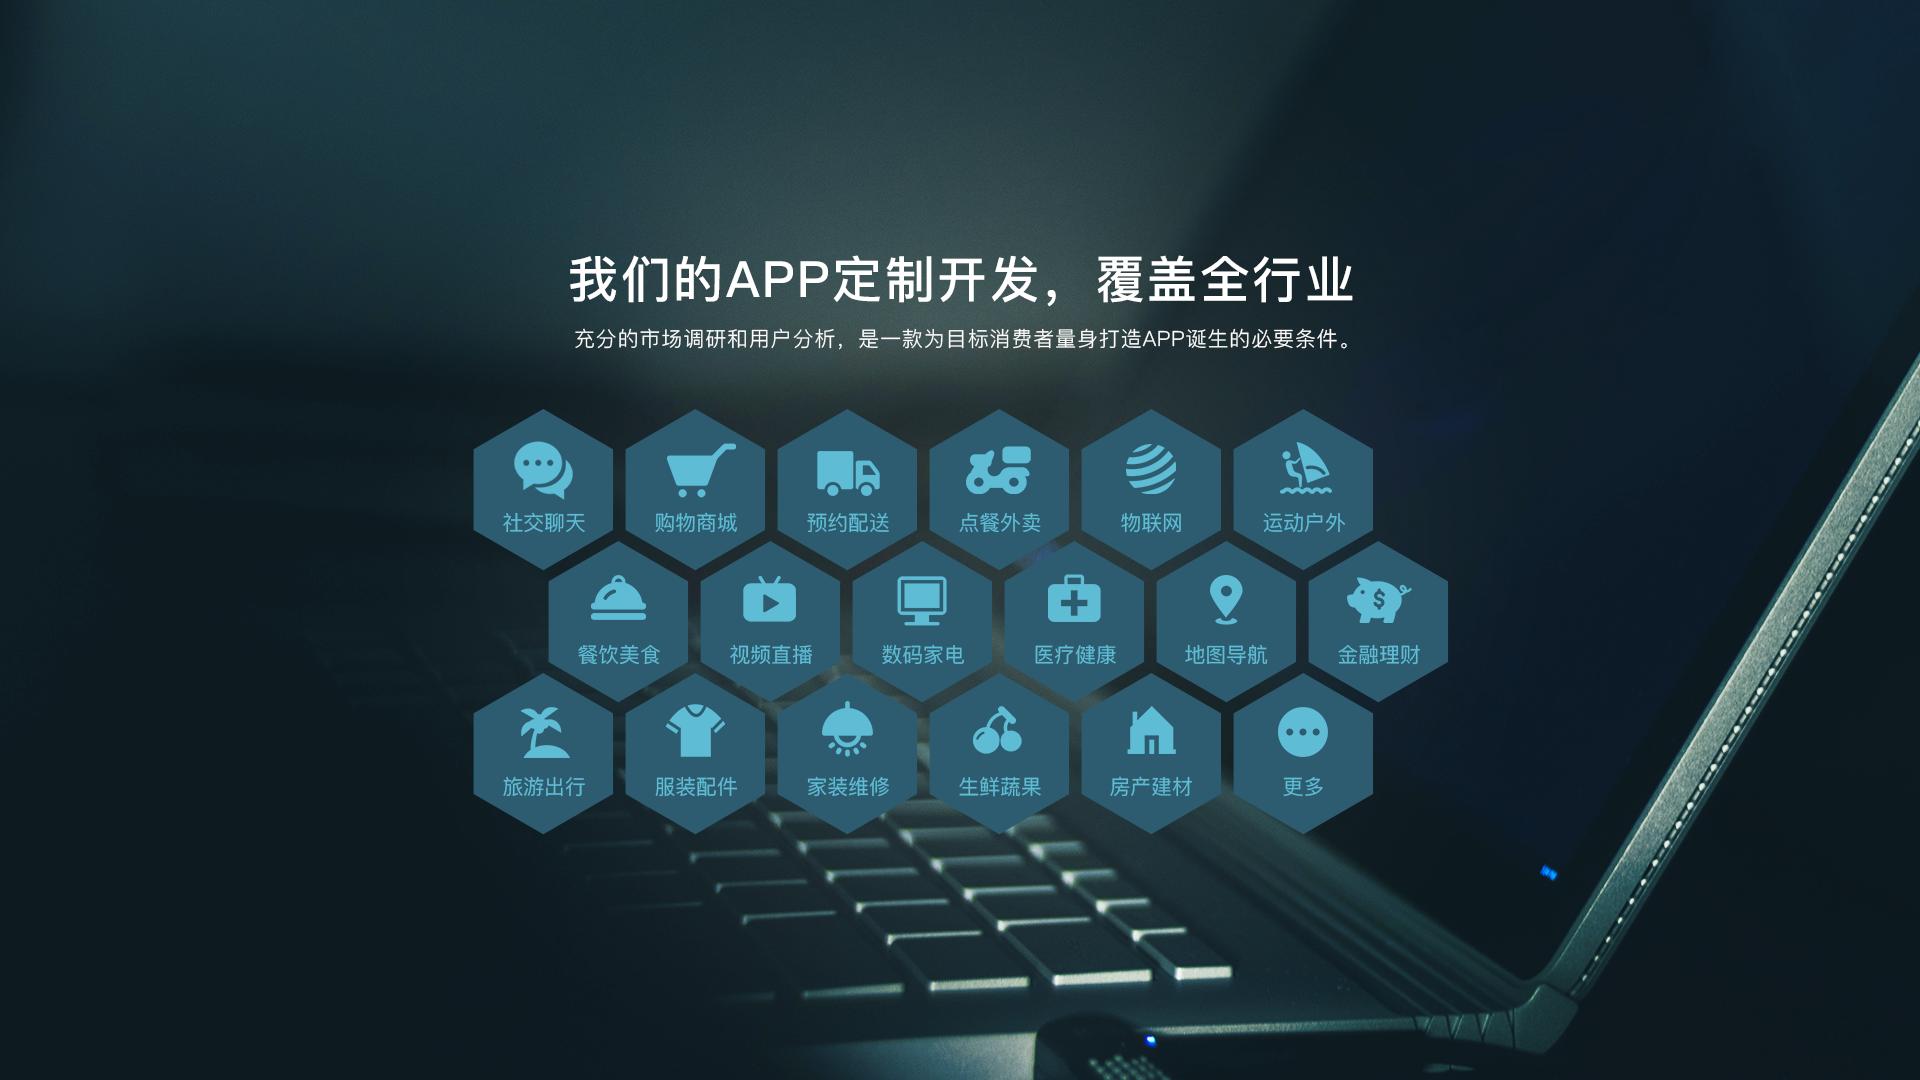 我们的APP定制开发，覆盖全行业
充分的市场调研和用户分析，是一款为目标消费者量身打造APP诞生的必要条件。
社交聊天
购物商城
预约配送
点餐外卖
物联网
运动户外
餐饮美食
视频直播
数码家电
医疗健康
地图导航
金融理财
旅游出行
服装配件
家装维修
生鲜蔬果
房产建材
更多